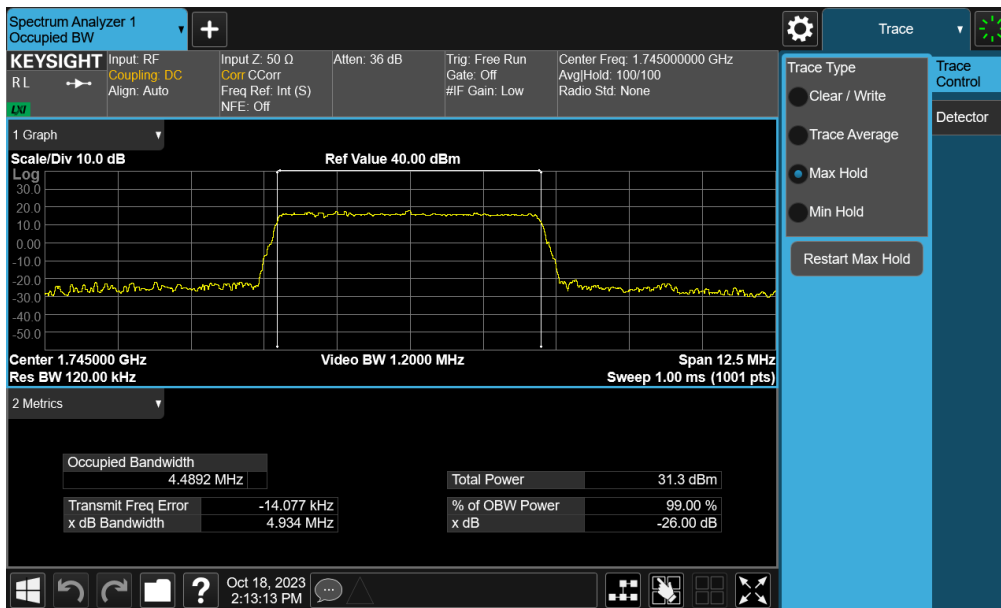 Spectrum Analyzer 1
Occupied BW
Trace
KEYSIGHT
R L
LXI
Input: RF
Coupling: DC
Align: Auto
Input Z: 50 Ω
Corr CCorr
Freq Ref: Int (S)
NFE: Off
Atten: 36 dB
Trig: Free Run
Gate: Off
#IF Gain: Low
Center Freq: 1.745000000 GHz
Avg|Hold: 100/100
Radio Std: None
Trace Type
Clear / Write
Trace Average
Max Hold
Min Hold
Restart Max Hold
Trace
Control
Detector
1 Graph
Scale/Div 10.0 dB
Ref Value 40.00 dBm
Log
30.0
20.0
10.0
0.00
-10.0
-20.0
-30.0
-40.0
-50.0
Center 1.745000 GHz
Video BW 1.2000 MHz
Span 12.5 MHz
Res BW 120.00 kHz
Sweep 1.00 ms (1001 pts)
2 Metrics
Occupied Bandwidth
4.4892 MHz
Total Power 31.3 dBm
Transmit Freq Error -14.077 kHz
% of OBW Power 99.00 %
x dB Bandwidth 4.934 MHz
x dB -26.00 dB
?
Oct 18, 2023
2:13:13 PM